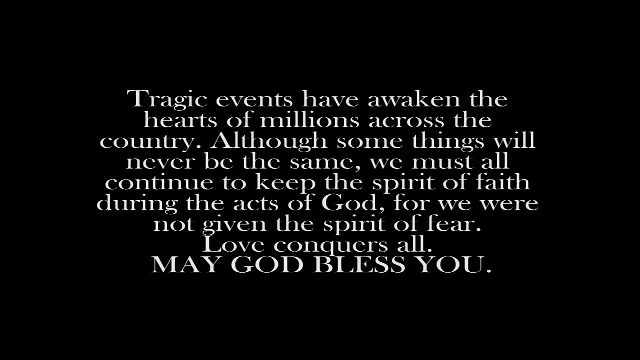 Tragic events have awaken the
hearts of millions across the
country. Although some things will
never be the same, we must all
continue to keep the spirit of faith
during the acts of God, for we were
not given the spirit of fear.
Love conquers all.
MAY GOD BLESS YOU.